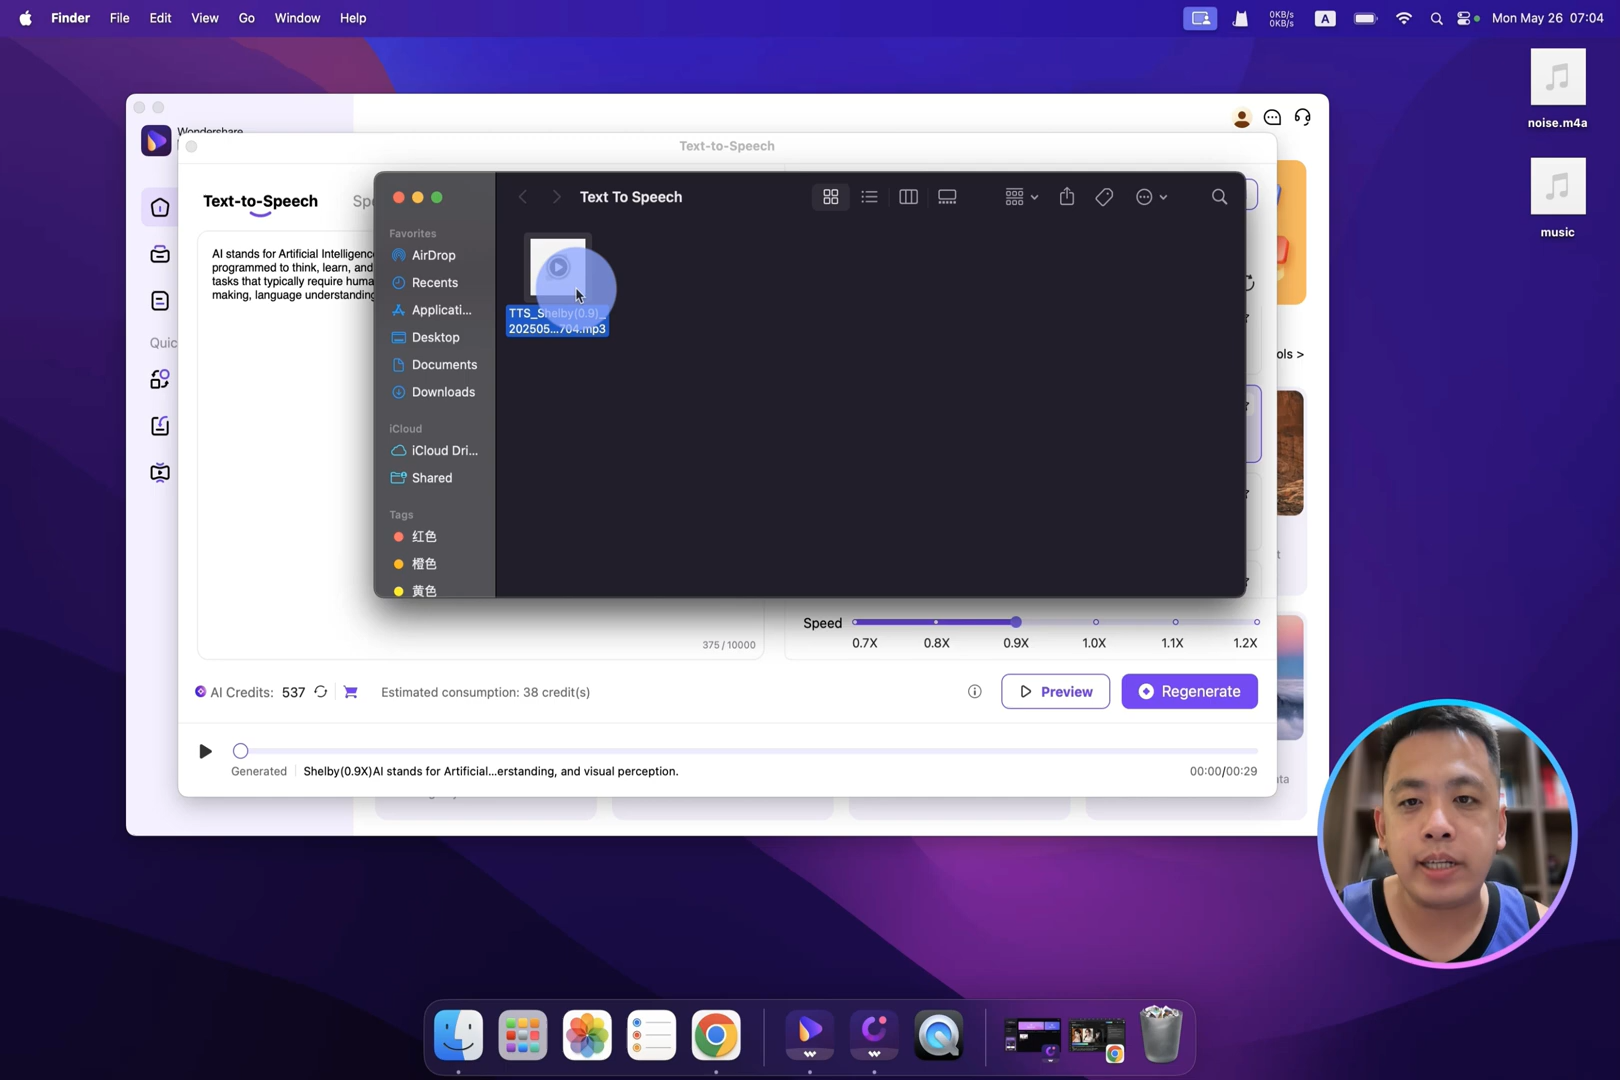 Finder File Edit View Go Window Help
0KB/s
0KB/s
A
Mon May 26 07:04
noise.m4a
music
Wondershare
Text-to-Speech
Text-to-Speech
AI stands for Artificial Intelligence
programmed to think, learn, and
tasks that typically require huma
making, language understanding
Quic
Text To Speech
Favorites
AirDrop
Recents
Applicati...
Desktop
Documents
Downloads
iCloud
iCloud Dri...
Shared
Tags
红色
橙色
黄色
TTS_Shelby(0.9)_
202505...704.mp3
ols >
375 / 10000
Speed
0.7X 0.8X 0.9X 1.0X 1.1X 1.2X
AI Credits: 537
Estimated consumption: 38 credit(s)
Preview
Regenerate
Generated
Shelby(0.9X)AI stands for Artificial...erstanding, and visual perception.
00:00/00:29